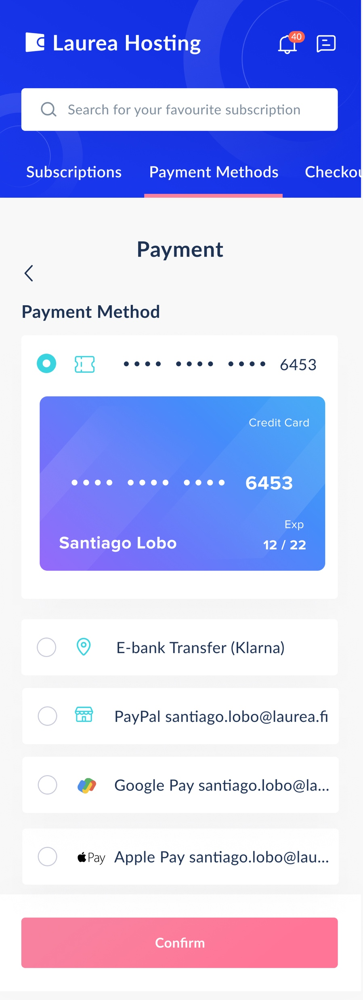 Laurea Hosting
40
Search for your favourite subscription
Subscriptions Payment Methods Checkou
Payment
Payment Method
•••• •••• •••• 6453
Credit Card
•••• •••• •••• 6453
Exp
Santiago Lobo 12 / 22
E-bank Transfer (Klarna)
PayPal santiago.lobo@laurea.fi
Google Pay santiago.lobo@la...
Pay Apple Pay santiago.lobo@lau...
Confirm